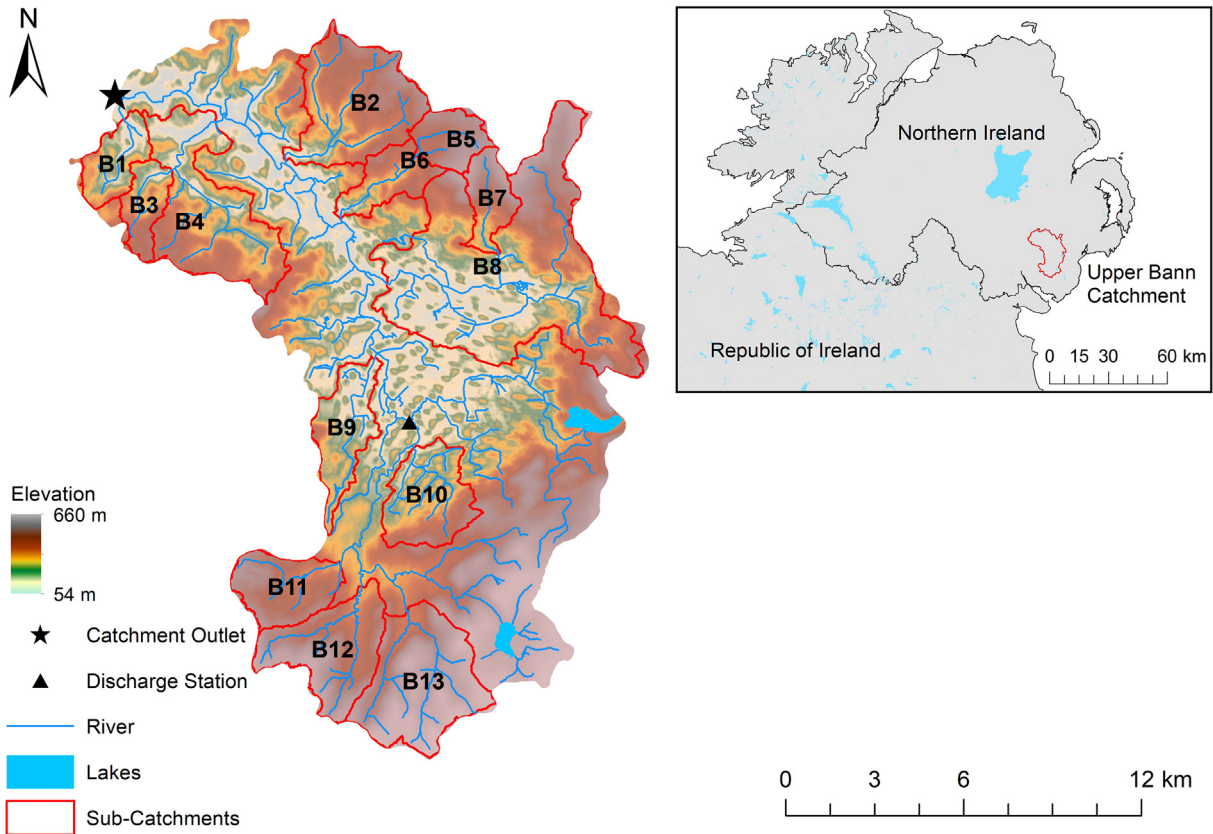 N
B1
B2
B3
B4
B5
B6
B7
B8
B9
B10
B11
B12
B13
Elevation
660 m
54 m
Catchment Outlet
Discharge Station
River
Lakes
Sub-Catchments
Northern Ireland
Upper Bann
Catchment
Republic of Ireland
0 15 30 60 km
0 3 6 12 km